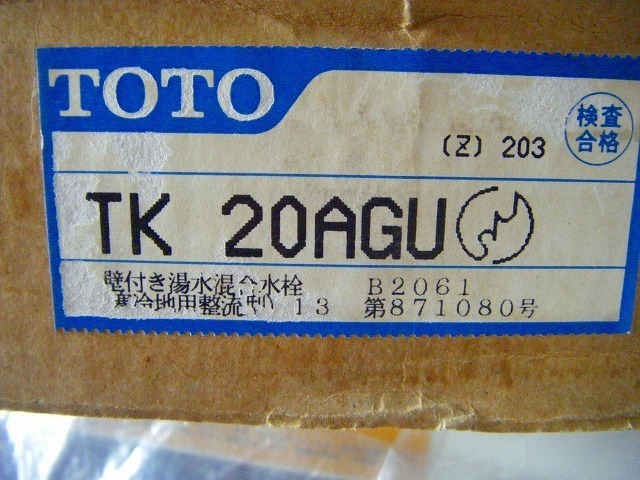 TOTO
検査
合格
(Z) 203
TK 20AGU
壁付き湯水混合水栓 B2061
寒冷地用整流 13 第871080号